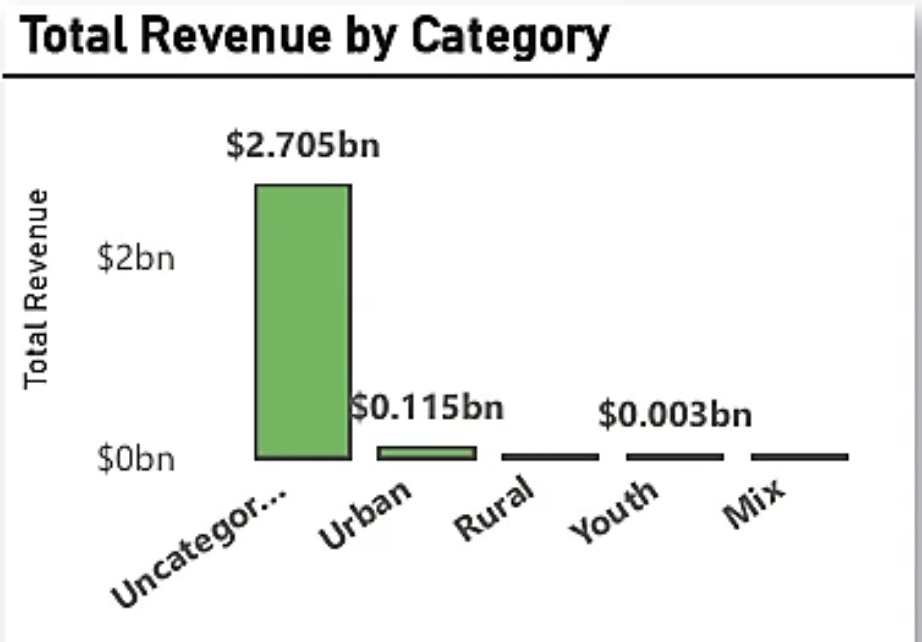 Total Revenue by Category
$2.705bn
Total Revenue
$2bn
$0.115bn
$0.003bn
$0bn
Uncategor...
Urban
Rural
Youth
Mix